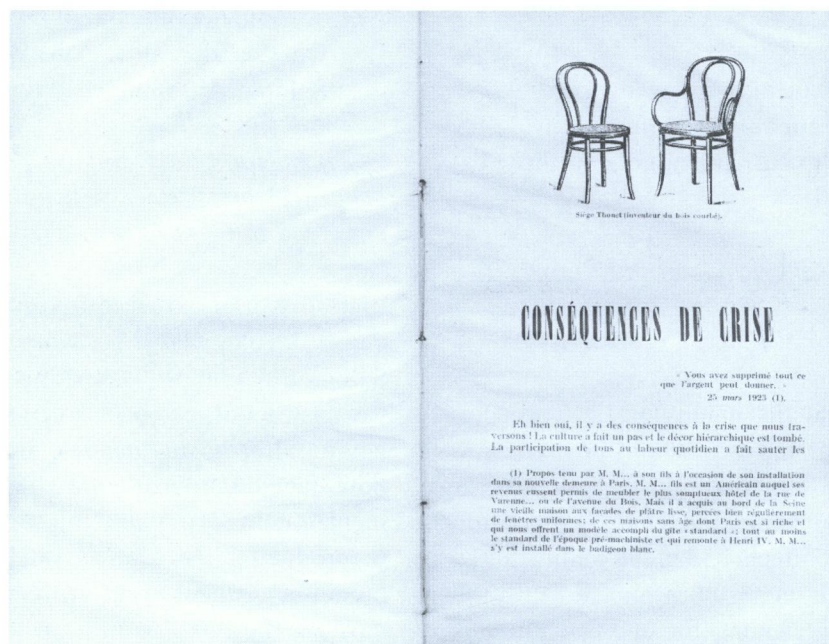 Siège Thonet (inventeur du bois courbé).
CONSÉQUENCES DE CRISE
« Vous avez supprimé tout ce
que l'argent peut donner. »
25 mars 1925 (1).
Eh bien oui, il y a des conséquences à la crise que nous tra-
versons ! La culture a fait un pas et le décor hiérarchique est tombé.
La participation de tous au labeur quotidien a fait sauter les
(1) Propos tenu par M. M... à son fils à l'occasion de son installation
dans sa nouvelle demeure à Paris. M. M... fils est un Américain auquel ses
revenus eussent permis de meubler le plus somptueux hôtel de la rue de
Varenne... ou de l'avenue du Bois. Mais il a acquis au bord de la Seine
une vieille maison aux façades de plâtre lisse, percées bien régulièrement
de fenêtres uniformes; de ces maisons sans âge dont Paris est si riche et
qui nous offrent un modèle accompli du gîte « standard »; tout au moins
le standard de l'époque pré-machiniste et qui remonte à Henri IV. M. M...
s'y est installé dans le badigeon blanc.